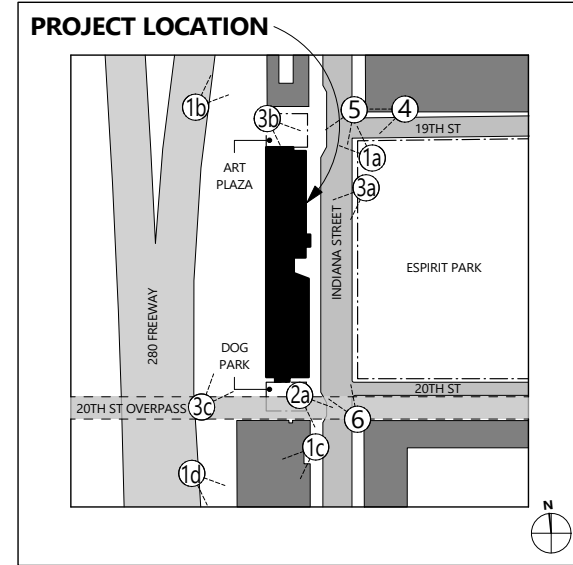 PROJECT LOCATION
1b
3b
5
4
19TH ST
1a
ART
PLAZA
3a
INDIANA STREET
ESPIRIT PARK
280 FREEWAY
DOG
PARK
20TH ST
2a
20TH ST OVERPASS
3c
6
1c
1d
N